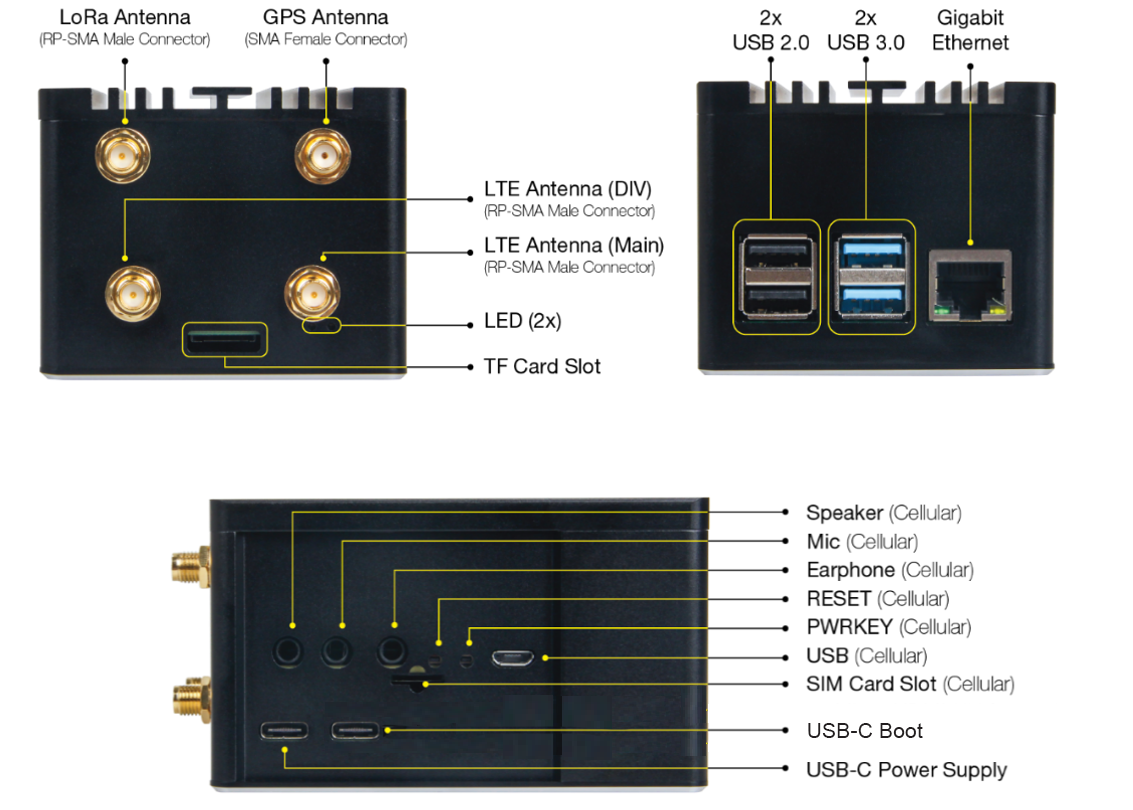 LoRa Antenna
(RP-SMA Male Connector)
GPS Antenna
(SMA Female Connector)
LTE Antenna (DIV)
(RP-SMA Male Connector)
LTE Antenna (Main)
(RP-SMA Male Connector)
LED (2x)
TF Card Slot
2x
USB 2.0
2x
USB 3.0
Gigabit
Ethernet
Speaker (Cellular)
Mic (Cellular)
Earphone (Cellular)
RESET (Cellular)
PWRKEY (Cellular)
USB (Cellular)
SIM Card Slot (Cellular)
USB-C Boot
USB-C Power Supply